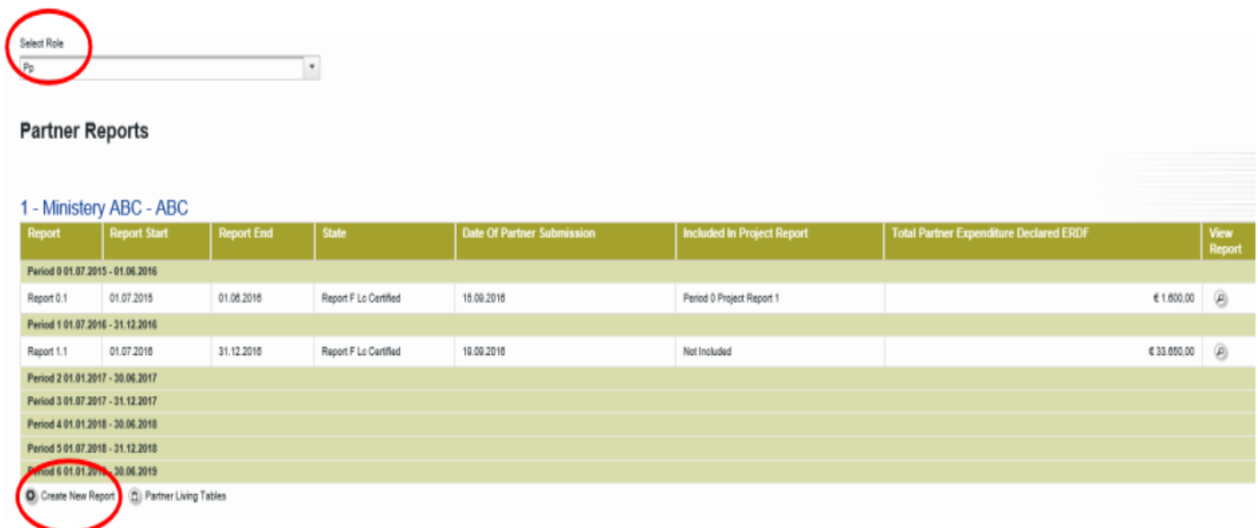 Select Role
Pp
Partner Reports
1 - Ministery ABC - ABC
Report Report Start Report End State Date Of Partner Submission Included In Project Report Total Partner Expenditure Declared ERDF View Report
Period 0 01.07.2015 - 01.06.2016
Report 0.1 01.07.2015 01.06.2016 Report F Lc Certified 15.09.2016 Period 0 Project Report 1 € 1.600,00
Period 1 01.07.2016 - 31.12.2016
Report 1.1 01.07.2016 31.12.2016 Report F Lc Certified 19.09.2016 Not Included € 33.650,00
Period 2 01.01.2017 - 30.06.2017
Period 3 01.07.2017 - 31.12.2017
Period 4 01.01.2018 - 30.06.2018
Period 5 01.07.2018 - 31.12.2018
Period 6 01.01.2019 - 30.06.2019
Create New Report Partner Living Tables